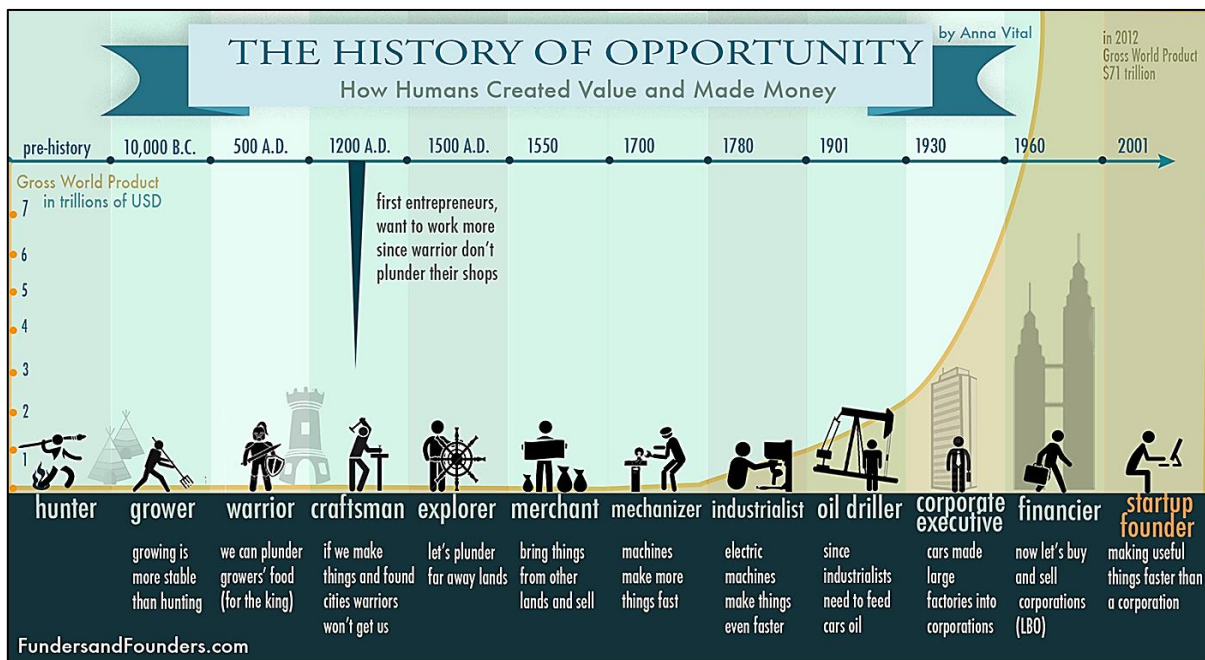 THE HISTORY OF OPPORTUNITY
How Humans Created Value and Made Money
by Anna Vital
in 2012
Gross World Product
$71 trillion
pre-history
10,000 B.C.
500 A.D.
1200 A.D.
1500 A.D.
1550
1700
1780
1901
1930
1960
2001
Gross World Product
in trillions of USD
7
6
5
4
3
2
1
first entrepreneurs,
want to work more
since warrior don't
plunder their shops
hunter
grower
growing is
more stable
than hunting
warrior
we can plunder
growers' food
(for the king)
craftsman
if we make
things and found
cities warriors
won't get us
explorer
let's plunder
far away lands
merchant
bring things
from other
lands and sell
mechanizer
machines
make more
things fast
industrialist
electric
machines
make things
even faster
oil driller
since
industrialists
need to feed
cars oil
corporate
executive
cars made
large
factories into
corporations
financier
now let's buy
and sell
corporations
(LBO)
startup
founder
making useful
things faster than
a corporation
FundersandFounders.com